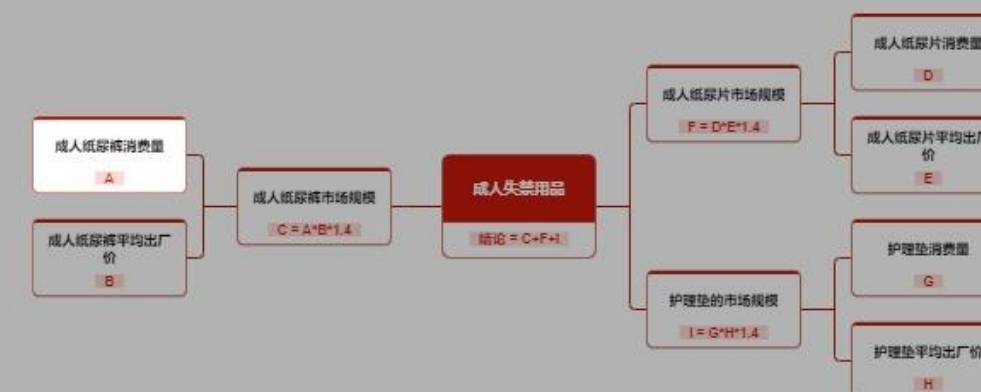 成人纸尿裤消费量
A
成人纸尿裤平均出厂
价
B
成人纸尿裤市场规模
C = A*B*1.4
成人失禁用品
结论 = C+F+I
成人纸尿片市场规模
F = D*E*1.4
护理垫的市场规模
I = G*H*1.4
成人纸尿片消费量
D
成人纸尿片平均出厂
价
E
护理垫消费量
G
护理垫平均出厂价
H